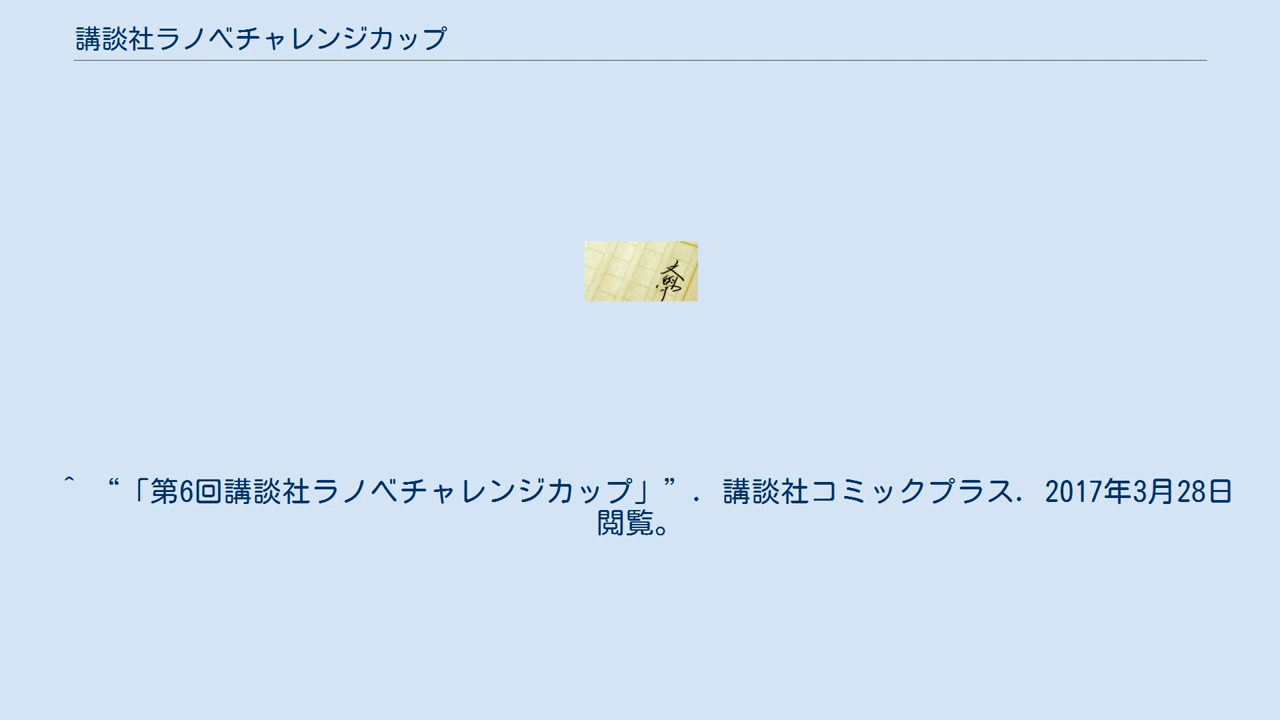 講談社ラノベチャレンジカップ
^ “「第6回講談社ラノベチャレンジカップ」”. 講談社コミックプラス. 2017年3月28日
閲覧。